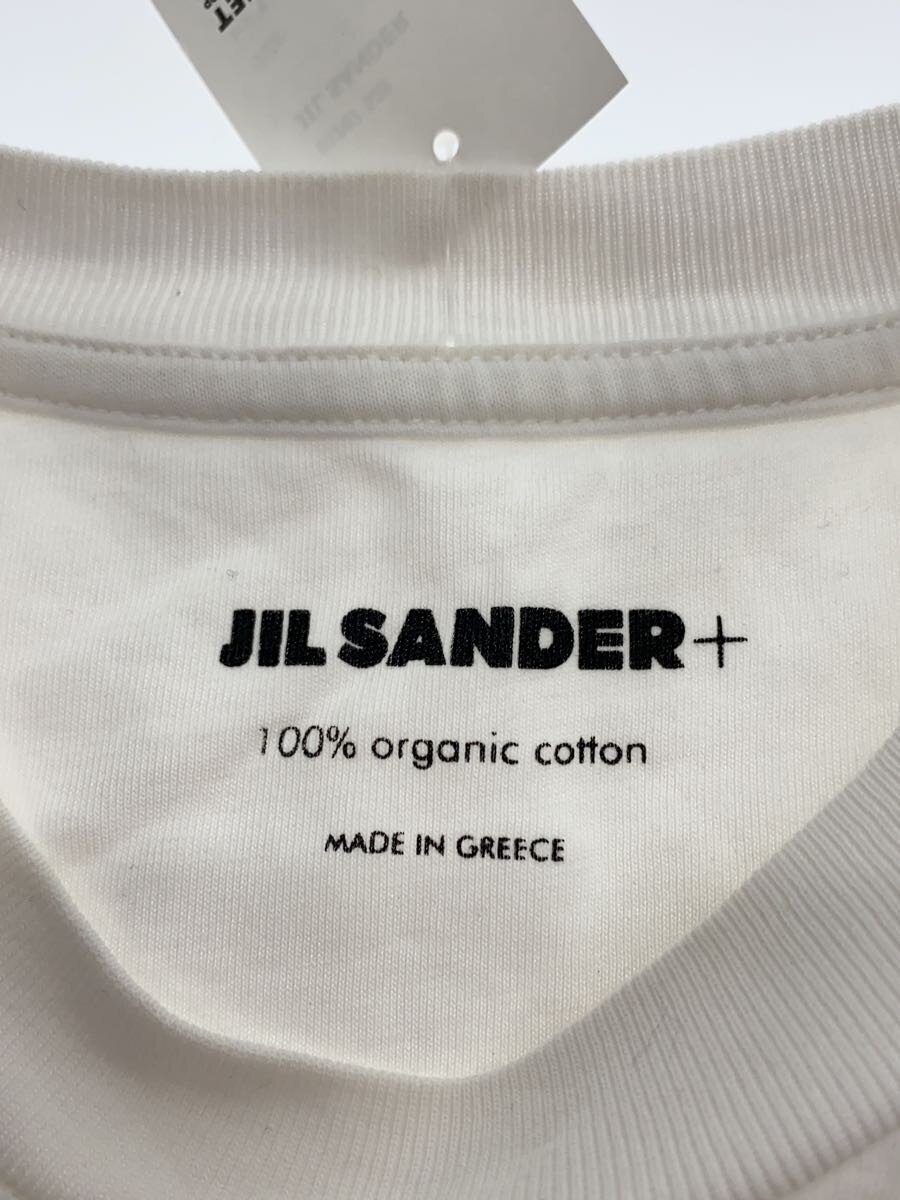 JIL SANDER+
100% organic cotton
MADE IN GREECE